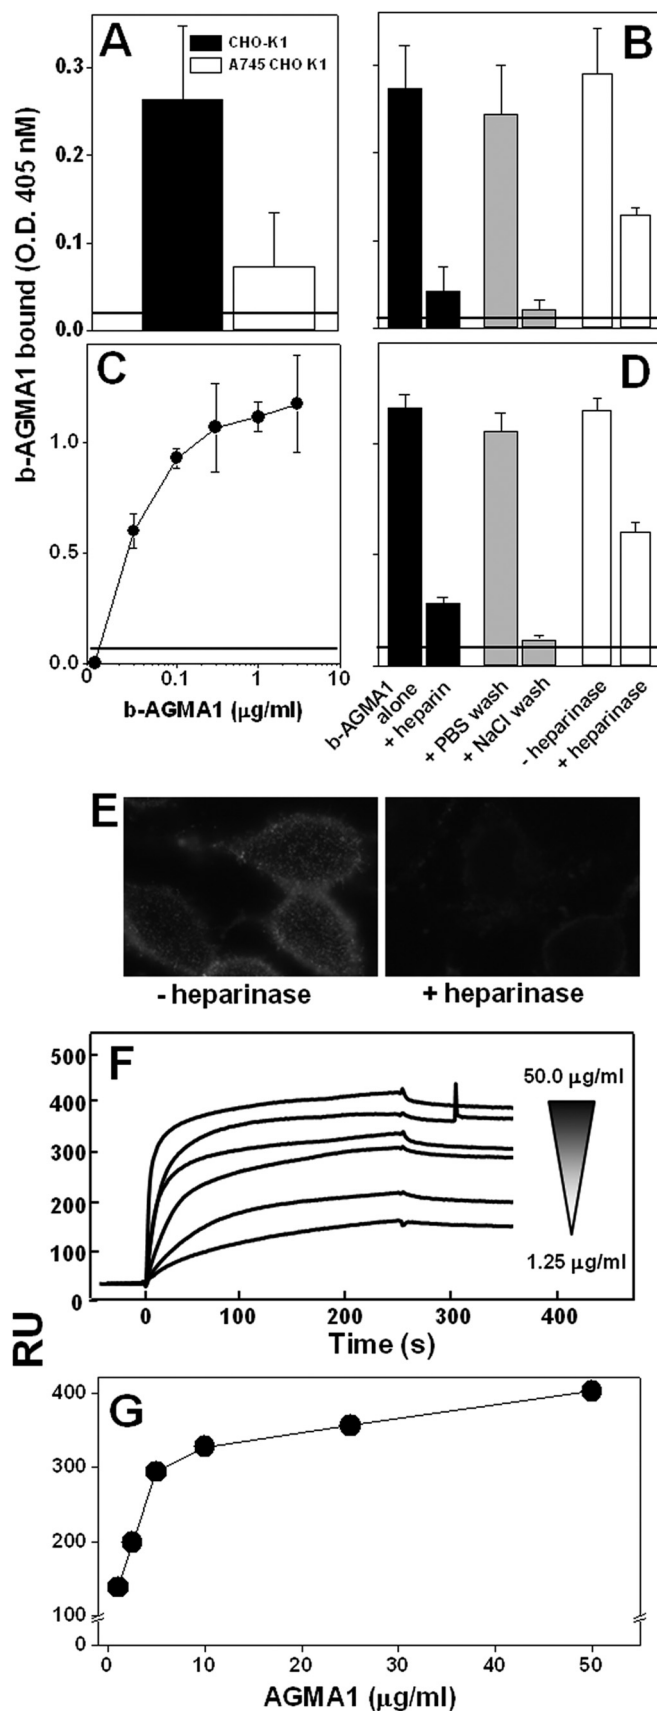 A
CHO-K1
A745 CHO K1
B
b-AGMA1 bound (O.D. 405 nM)
0.3
0.2
0.1
0.0
C
D
1.0
0.5
0.0
0
0.1
1
10
b-AGMA1 (µg/ml)
b-AGMA1 alone
+ heparin
+ PBS wash
+ NaCl wash
- heparinase
+ heparinase
E
- heparinase
+ heparinase
F
500
400
300
200
100
0
50.0 µg/ml
1.25 µg/ml
0
100
200
300
400
Time (s)
RU
G
400
300
200
100
0
0
10
20
30
40
50
AGMA1 (µg/ml)